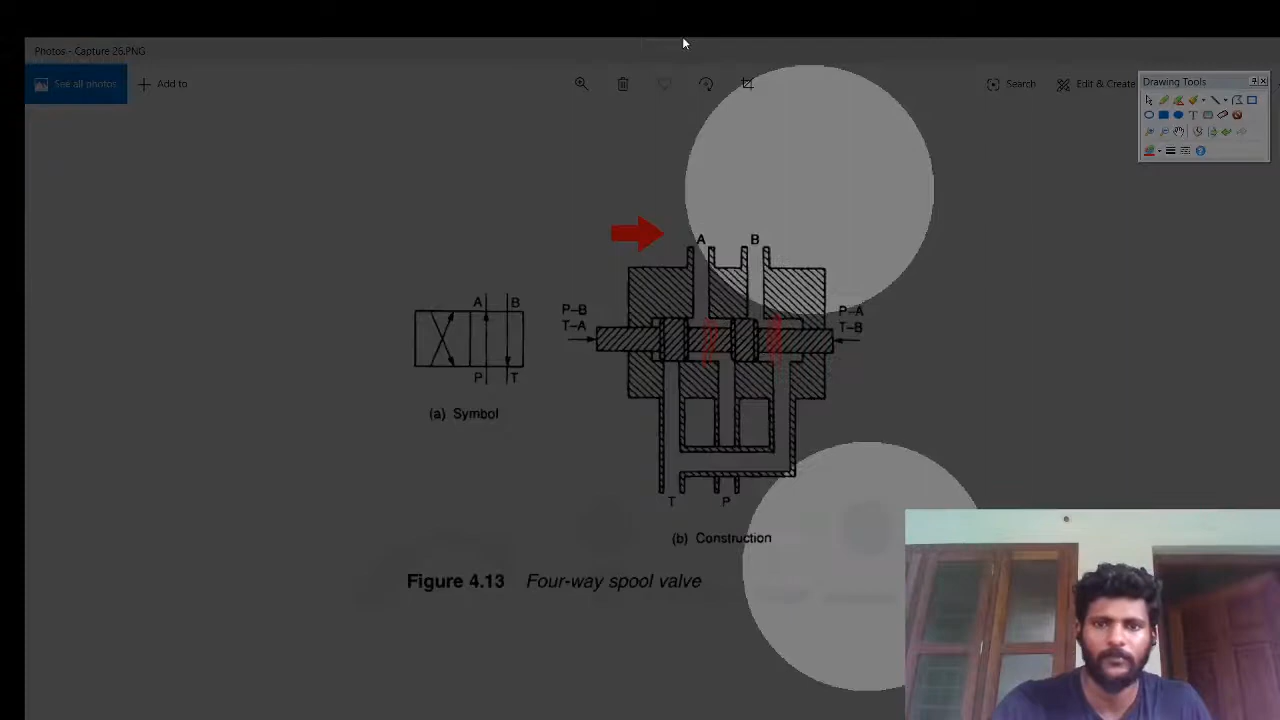 Photos - Capture 26.PNG
See all photos
Add to
Search
Edit & Create
Drawing Tools
A B
A B
P-B
T-A
P-A
T-B
P T
(a) Symbol
T P
(b) Construction
Figure 4.13 Four-way spool valve